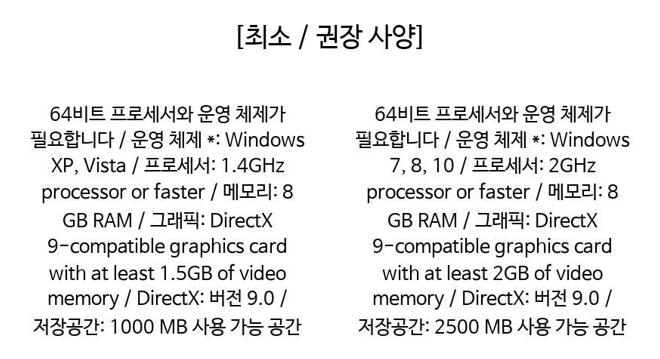 [최소 / 권장 사양]
64비트 프로세서와 운영 체제가
필요합니다 / 운영 체제 *: Windows
XP, Vista / 프로세서: 1.4GHz
processor or faster / 메모리: 8
GB RAM / 그래픽: DirectX
9-compatible graphics card
with at least 1.5GB of video
memory / DirectX: 버전 9.0 /
저장공간: 1000 MB 사용 가능 공간
64비트 프로세서와 운영 체제가
필요합니다 / 운영 체제 *: Windows
7, 8, 10 / 프로세서: 2GHz
processor or faster / 메모리: 8
GB RAM / 그래픽: DirectX
9-compatible graphics card
with at least 2GB of video
memory / DirectX: 버전 9.0 /
저장공간: 2500 MB 사용 가능 공간